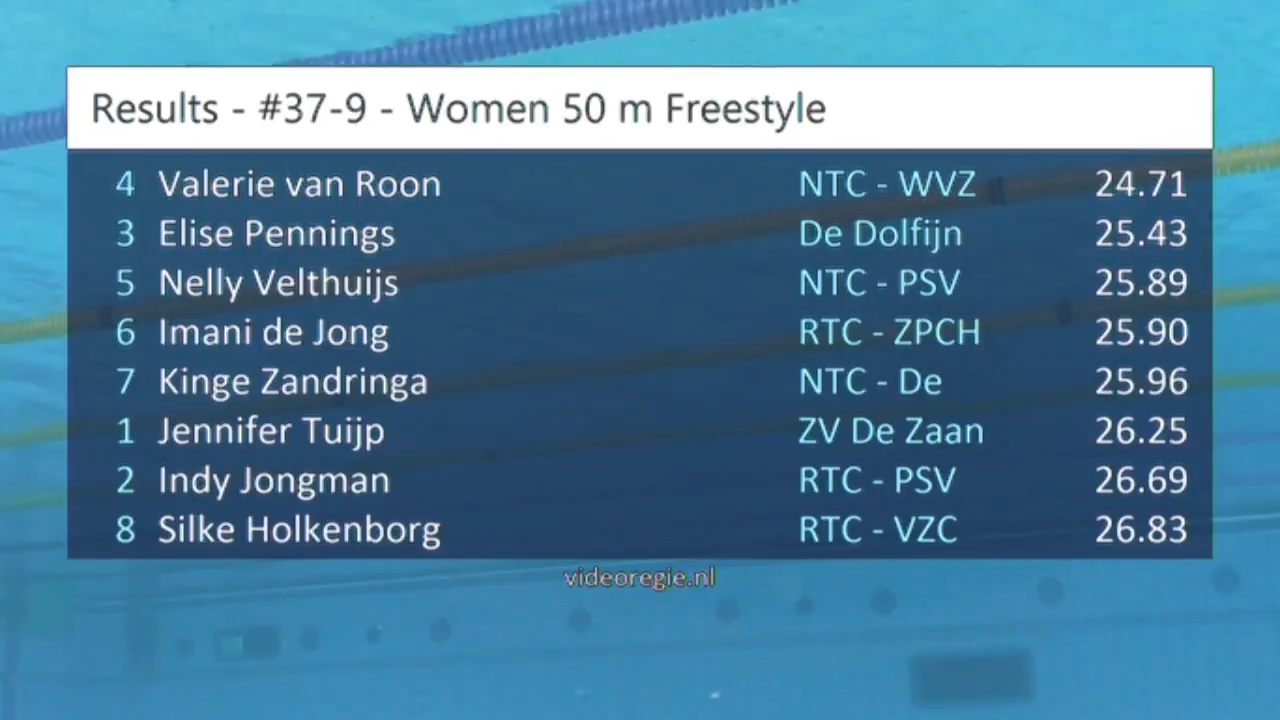 Results - #37-9 - Women 50 m Freestyle
4 Valerie van Roon NTC - WVZ 24.71
3 Elise Pennings De Dolfijn 25.43
5 Nelly Velthuijs NTC - PSV 25.89
6 Imani de Jong RTC - ZPCH 25.90
7 Kinge Zandringa NTC - De 25.96
1 Jennifer Tuijp ZV De Zaan 26.25
2 Indy Jongman RTC - PSV 26.69
8 Silke Holkenborg RTC - VZC 26.83
videoregie.nl